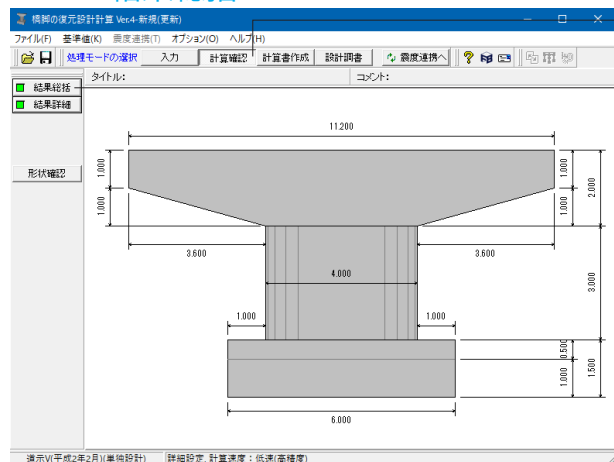 橋脚の復元設計計算 Ver.4-新規(更新)
ファイル(F) 基準値(K) 震度連携(T) オプション(O) ヘルプ(H)
処理モードの選択 入力 計算確認 計算書作成 設計調書 震度連携へ
タイトル: コメント:
結果総括
結果詳細
形状確認
11.200
1.000 1.000 2.000
1.000 1.000
3.600 3.600
4.000 3.000
1.000 1.000
0.500 1.500
1.000
6.000
道示V(平成2年2月)(単独設計) 詳細設定,計算速度:低速(高精度)